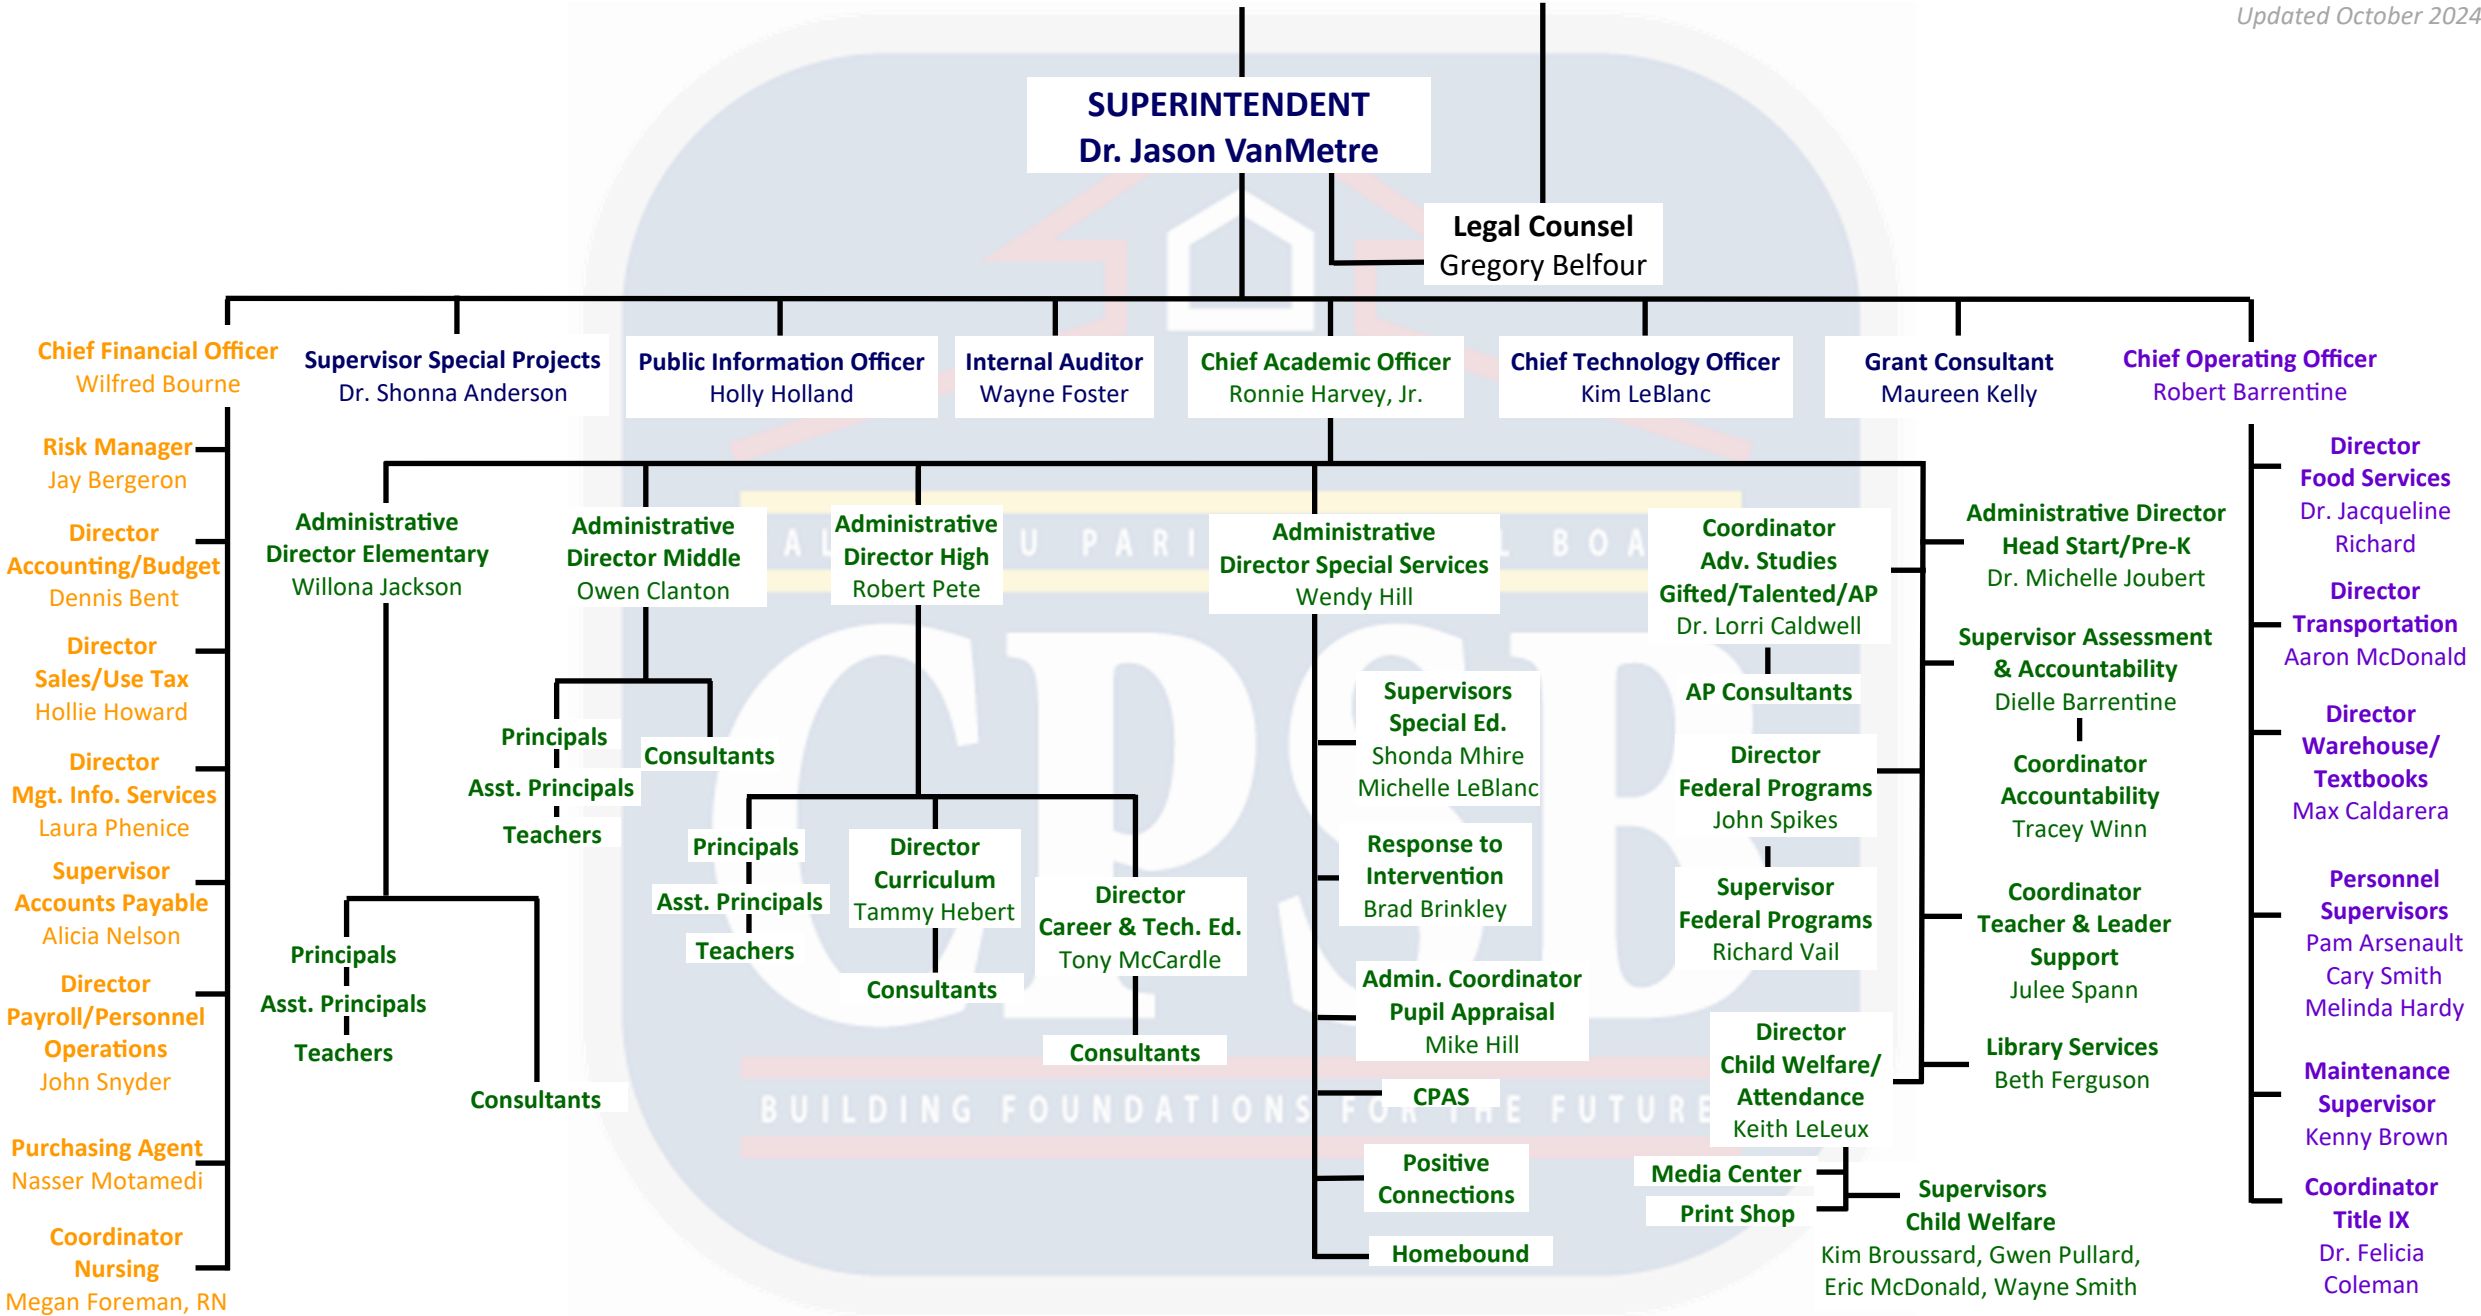 Updated October 2024
SUPERINTENDENT
Dr. Jason VanMetre
Legal Counsel
Gregory Belfour
Chief Financial Officer
Wilfred Bourne
Supervisor Special Projects
Dr. Shonna Anderson
Public Information Officer
Holly Holland
Internal Auditor
Wayne Foster
Chief Academic Officer
Ronnie Harvey, Jr.
Chief Technology Officer
Kim LeBlanc
Grant Consultant
Maureen Kelly
Chief Operating Officer
Robert Barrentine
Risk Manager
Jay Bergeron
Director
Accounting/Budget
Dennis Bent
Director
Sales/Use Tax
Hollie Howard
Director
Mgt. Info. Services
Laura Phenice
Supervisor
Accounts Payable
Alicia Nelson
Director
Payroll/Personnel
Operations
John Snyder
Purchasing Agent
Nasser Motamedi
Coordinator
Nursing
Megan Foreman, RN
Administrative
Director Elementary
Willona Jackson
Principals
Asst. Principals
Teachers
Consultants
Administrative
Director Middle
Owen Clanton
Principals
Asst. Principals
Teachers
Consultants
Administrative
Director High
Robert Pete
Principals
Asst. Principals
Teachers
Director
Curriculum
Tammy Hebert
Consultants
Director
Career & Tech. Ed.
Tony McCardle
Consultants
Administrative
Director Special Services
Wendy Hill
Supervisors
Special Ed.
Shonda Mhire
Michelle LeBlanc
Response to
Intervention
Brad Brinkley
Admin. Coordinator
Pupil Appraisal
Mike Hill
CPAS
Positive
Connections
Homebound
Coordinator
Adv. Studies
Gifted/Talented/AP
Dr. Lorri Caldwell
AP Consultants
Director
Federal Programs
John Spikes
Supervisor
Federal Programs
Richard Vail
Director
Child Welfare/
Attendance
Keith LeLeux
Media Center
Print Shop
Supervisors
Child Welfare
Kim Broussard, Gwen Pullard,
Eric McDonald, Wayne Smith
Administrative Director
Head Start/Pre-K
Dr. Michelle Joubert
Supervisor Assessment
& Accountability
Dielle Barrentine
Coordinator
Accountability
Tracey Winn
Coordinator
Teacher & Leader
Support
Julee Spann
Library Services
Beth Ferguson
Director
Food Services
Dr. Jacqueline
Richard
Director
Transportation
Aaron McDonald
Director
Warehouse/
Textbooks
Max Caldarera
Personnel
Supervisors
Pam Arsenault
Cary Smith
Melinda Hardy
Maintenance
Supervisor
Kenny Brown
Coordinator
Title IX
Dr. Felicia
Coleman
CPSB
BUILDING FOUNDATIONS FOR THE FUTURE